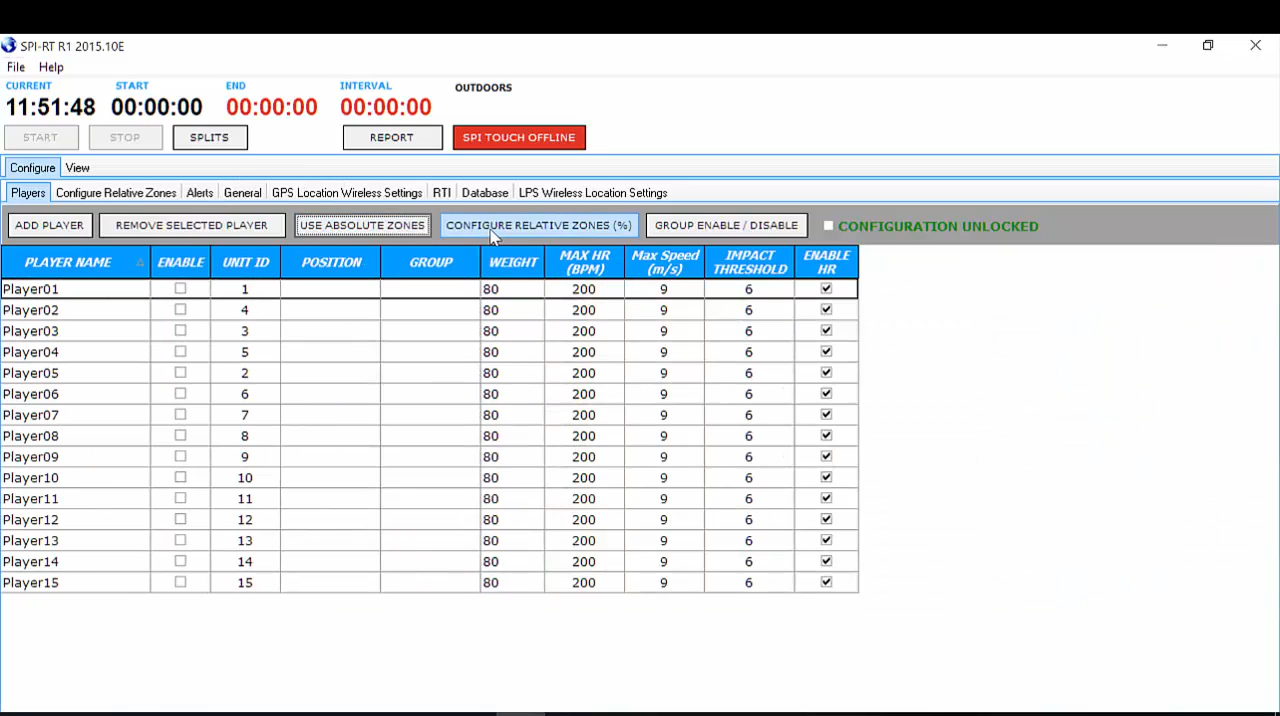 SPI-RT R1 2015.10E
File Help
CURRENT START END INTERVAL OUTDOORS
11:51:48 00:00:00 00:00:00 00:00:00
START STOP SPLITS REPORT SPI TOUCH OFFLINE
Configure View
Players Configure Relative Zones Alerts General GPS Location Wireless Settings RTI Database LPS Wireless Location Settings
ADD PLAYER REMOVE SELECTED PLAYER USE ABSOLUTE ZONES CONFIGURE RELATIVE ZONES (%) GROUP ENABLE / DISABLE CONFIGURATION UNLOCKED
PLAYER NAME ENABLE UNIT ID POSITION GROUP WEIGHT MAX HR (BPM) Max Speed (m/s) IMPACT THRESHOLD ENABLE HR
Player01 1 80 200 9 6
Player02 4 80 200 9 6
Player03 3 80 200 9 6
Player04 5 80 200 9 6
Player05 2 80 200 9 6
Player06 6 80 200 9 6
Player07 7 80 200 9 6
Player08 8 80 200 9 6
Player09 9 80 200 9 6
Player10 10 80 200 9 6
Player11 11 80 200 9 6
Player12 12 80 200 9 6
Player13 13 80 200 9 6
Player14 14 80 200 9 6
Player15 15 80 200 9 6